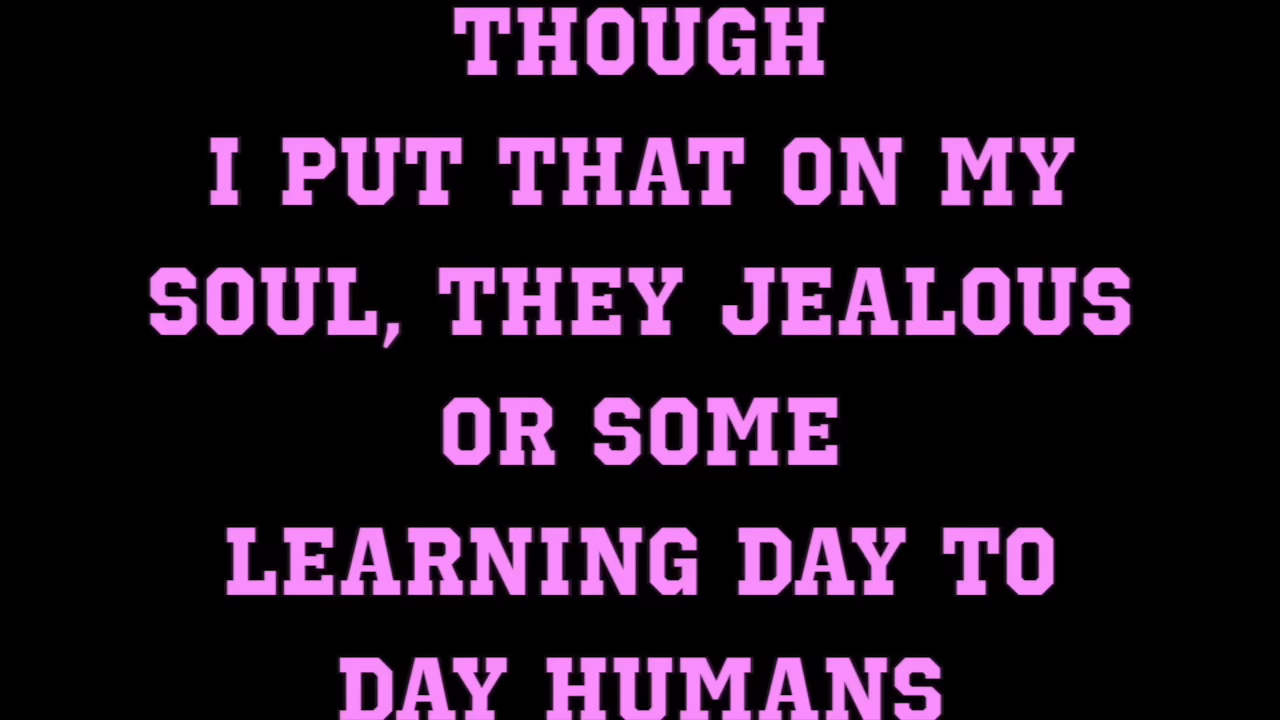 THOUGH
I PUT THAT ON MY
SOUL, THEY JEALOUS
OR SOME
LEARNING DAY TO
DAY HUMANS